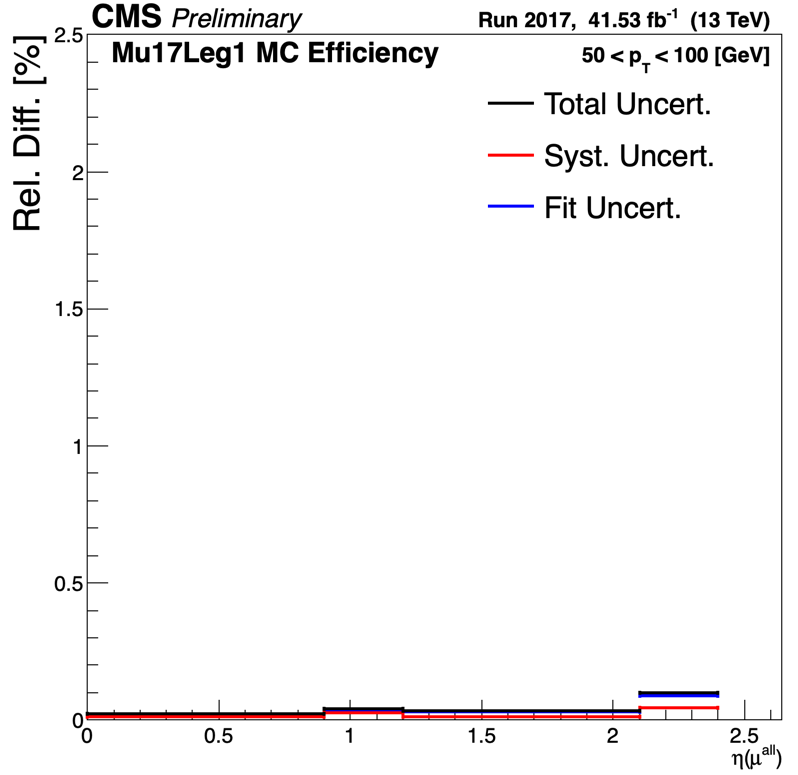 CMS Preliminary
Run 2017, 41.53 fb⁻¹ (13 TeV)
Mu17Leg1 MC Efficiency
50 < p_T < 100 [GeV]
Total Uncert.
Syst. Uncert.
Fit Uncert.
Rel. Diff. [%]
2.5
2
1.5
1
0.5
0
0 0.5 1 1.5 2 2.5
η(μ^all)